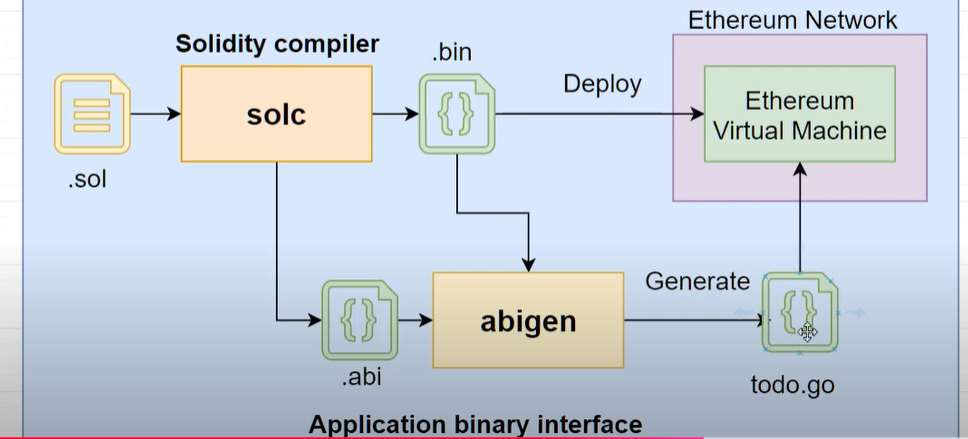 Ethereum Network
Solidity compiler
.bin
Deploy
solc
{}
Ethereum
Virtual Machine
.sol
Generate
{}
abigen
{}
.abi
todo.go
Application binary interface